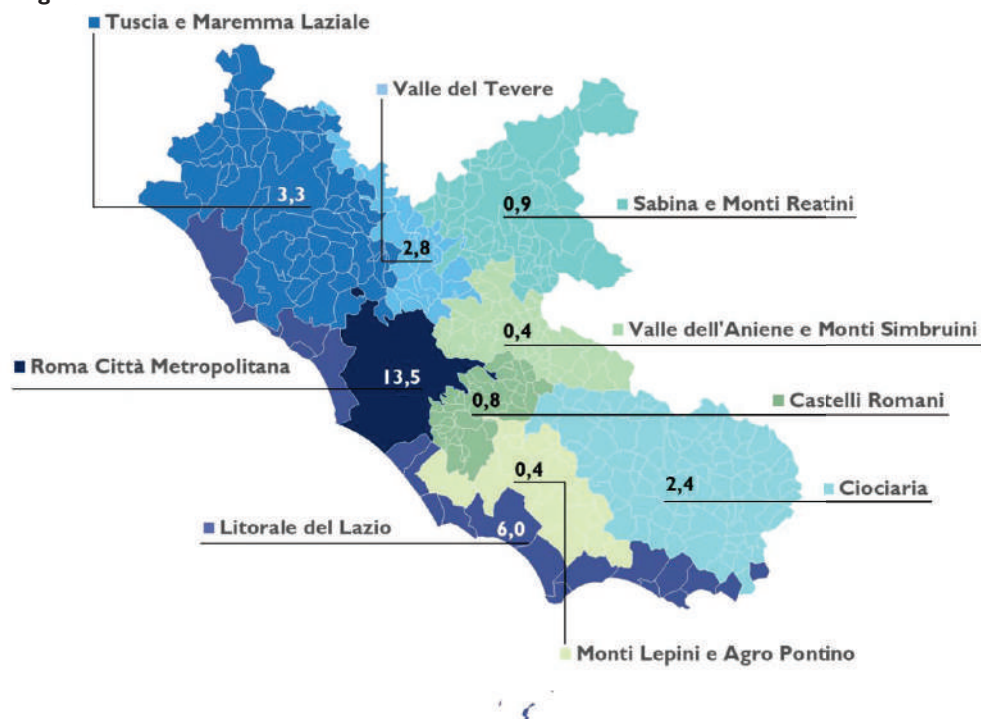 Tuscia e Maremma Laziale
Valle del Tevere
3,3
0,9
Sabina e Monti Reatini
2,8
0,4
Valle dell'Aniene e Monti Simbruini
Roma Città Metropolitana
13,5
0,8
Castelli Romani
0,4
2,4
Ciociaria
Litorale del Lazio
6,0
Monti Lepini e Agro Pontino